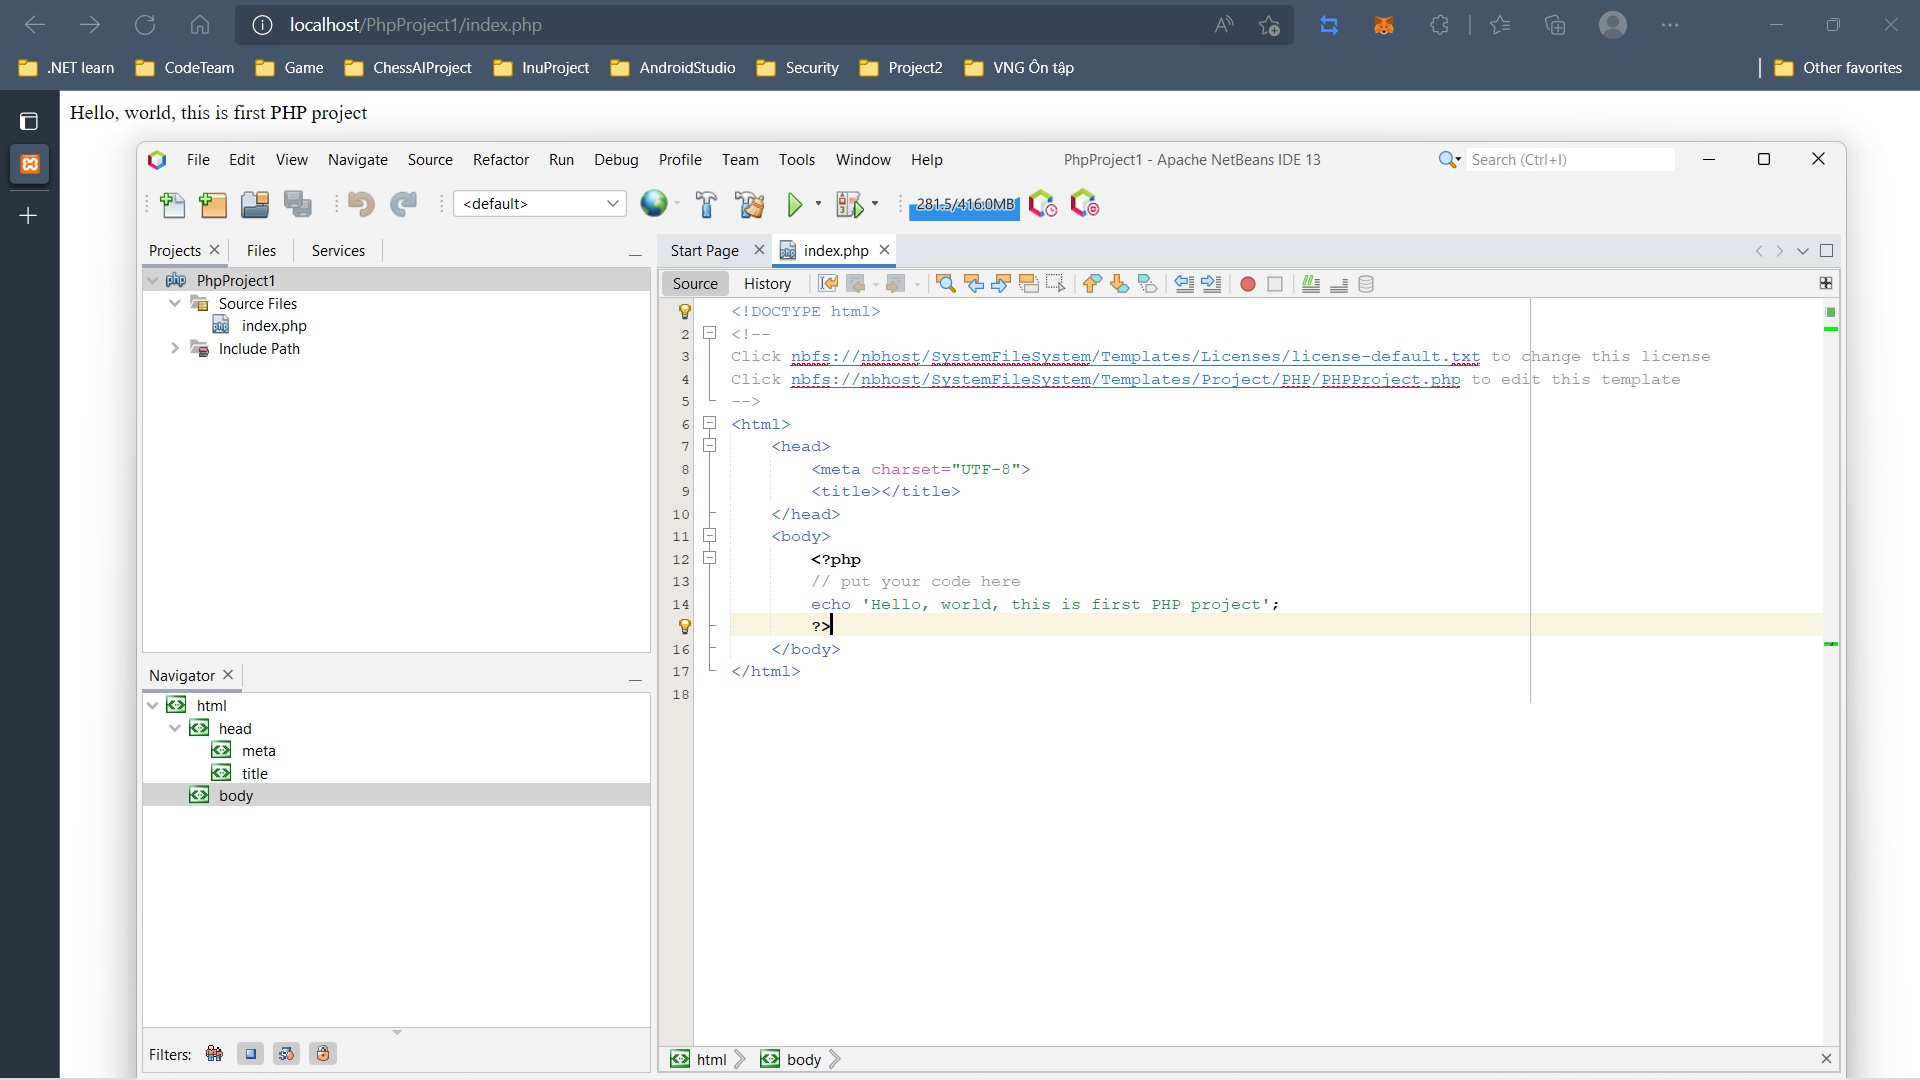 localhost/PhpProject1/index.php
.NET learn CodeTeam Game ChessAIProject InuProject AndroidStudio Security Project2 VNG Ôn tập Other favorites
Hello, world, this is first PHP project
File Edit View Navigate Source Refactor Run Debug Profile Team Tools Window Help PhpProject1 - Apache NetBeans IDE 13 Search (Ctrl+I)
<default> 281.5/416.0MB
Projects Files Services
PhpProject1
Source Files
index.php
Include Path
Start Page index.php
Source History
<!DOCTYPE html>
2 <!--
3 Click nbfs://nbhost/SystemFileSystem/Templates/Licenses/license-default.txt to change this license
4 Click nbfs://nbhost/SystemFileSystem/Templates/Project/PHP/PHPProject.php to edit this template
5 -->
6 <html>
7 <head>
8 <meta charset="UTF-8">
9 <title></title>
10 </head>
11 <body>
12 <?php
13 // put your code here
14 echo 'Hello, world, this is first PHP project';
?>
16 </body>
17 </html>
18
Navigator
html
head
meta
title
body
Filters:
html body